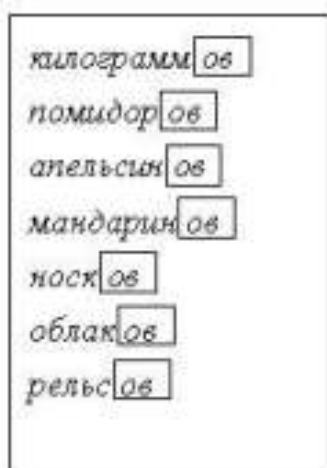 килограммов
помидоров
апельсинов
мандаринов
носков
облаков
рельсов